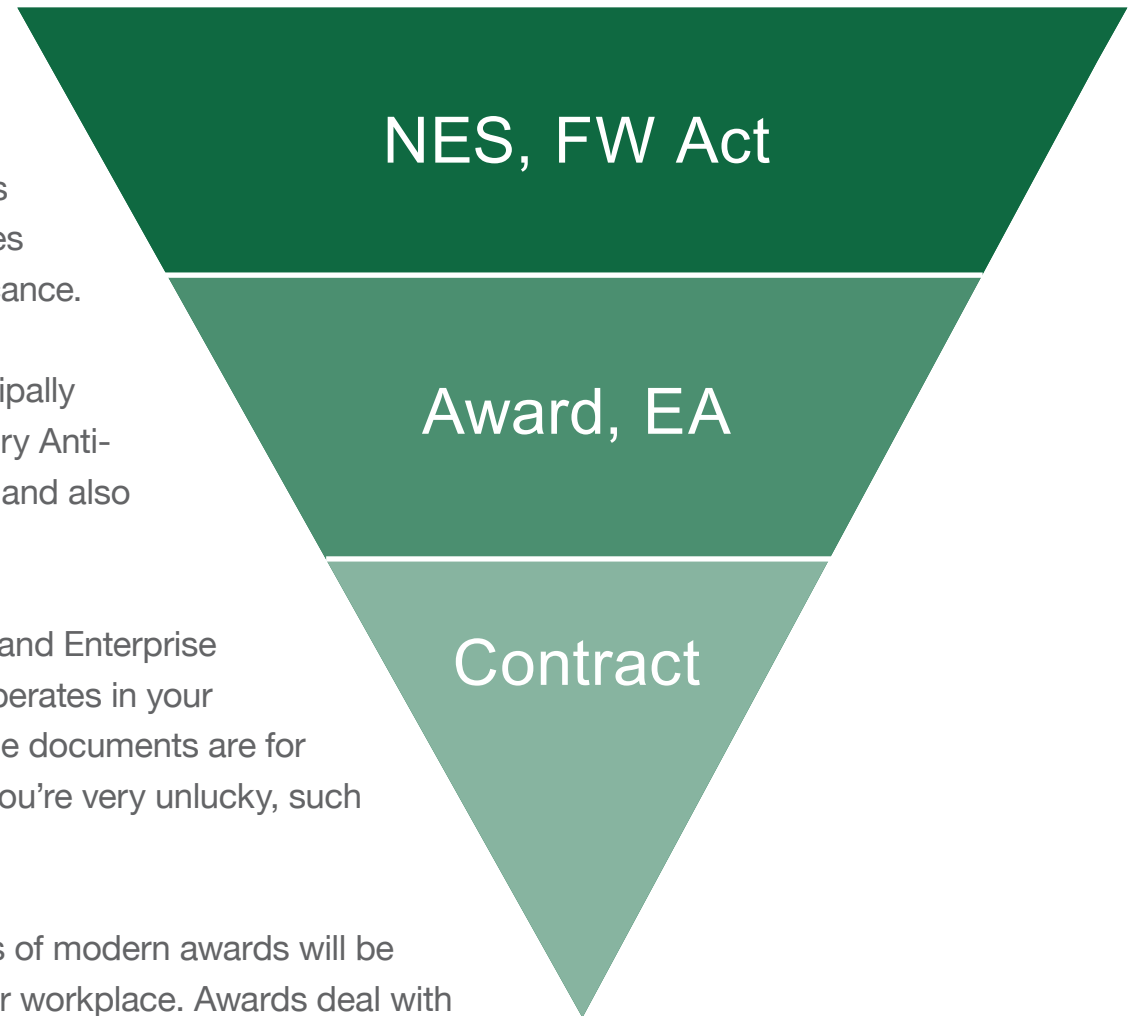 NES, FW Act
s
es
ance.
ipally
Award, EA
ry Anti-
and also
and Enterprise
Contract
perates in your
e documents are for
ou're very unlucky, such
s of modern awards will be
r workplace. Awards deal with